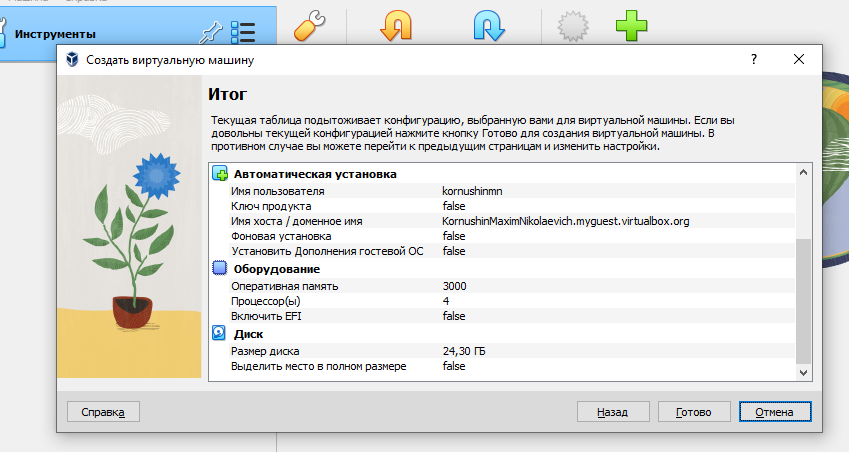 Инструменты
Создать виртуальную машину
?
Итог
Текущая таблица подытоживает конфигурацию, выбранную вами для виртуальной машины. Если вы
довольны текущей конфигурацией нажмите кнопку Готово для создания виртуальной машины. В
противном случае вы можете перейти к предыдущим страницам и изменить настройки.
Автоматическая установка
Имя пользователя kornushinmn
Ключ продукта false
Имя хоста / доменное имя KornushinMaximNikolaevich.myguest.virtualbox.org
Фоновая установка false
Установить Дополнения гостевой ОС false
Оборудование
Оперативная память 3000
Процессор(ы) 4
Включить EFI false
Диск
Размер диска 24,30 ГБ
Выделить место в полном размере false
Справка Назад Готово Отмена